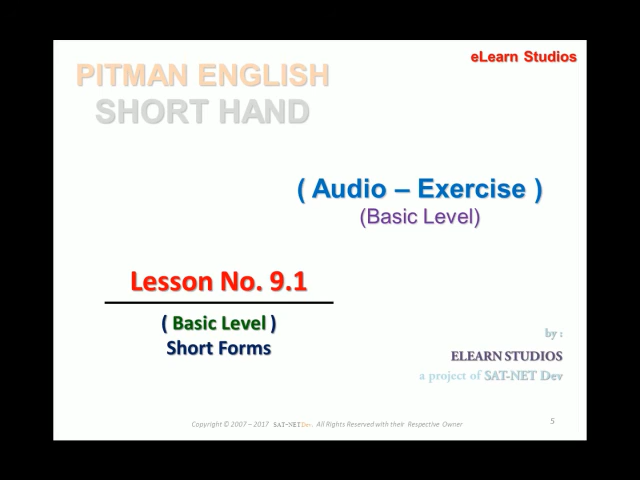 eLearn Studios
PITMAN ENGLISH
SHORT HAND
( Audio – Exercise )
(Basic Level)
Lesson No. 9.1
( Basic Level )
Short Forms
by :
ELEARN STUDIOS
a project of SAT-NET Dev
Copyright © 2007 – 2017 SAT-NET Dev. All Rights Reserved with their Respective Owner
5